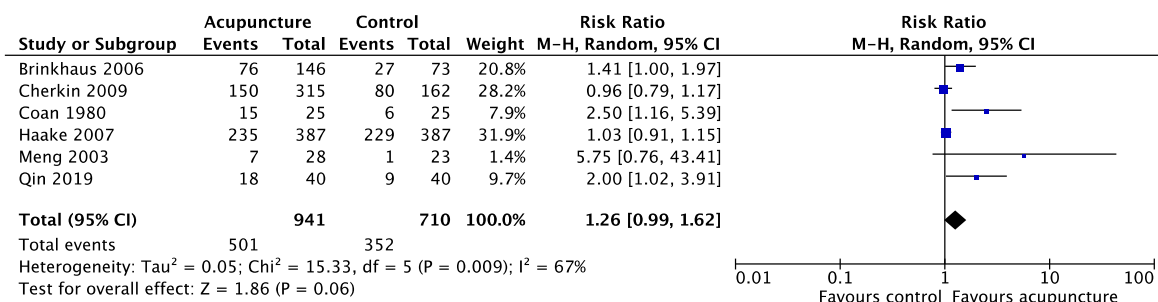 Acupuncture Control Risk Ratio Risk Ratio
Study or Subgroup Events Total Events Total Weight M-H, Random, 95% CI M-H, Random, 95% CI
Brinkhaus 2006 76 146 27 73 20.8% 1.41 [1.00, 1.97]
Cherkin 2009 150 315 80 162 28.2% 0.96 [0.79, 1.17]
Coan 1980 15 25 6 25 7.9% 2.50 [1.16, 5.39]
Haake 2007 235 387 229 387 31.9% 1.03 [0.91, 1.15]
Meng 2003 7 28 1 23 1.4% 5.75 [0.76, 43.41]
Qin 2019 18 40 9 40 9.7% 2.00 [1.02, 3.91]
Total (95% CI) 941 710 100.0% 1.26 [0.99, 1.62]
Total events 501 352
Heterogeneity: Tau² = 0.05; Chi² = 15.33, df = 5 (P = 0.009); I² = 67%
Test for overall effect: Z = 1.86 (P = 0.06)
0.01 0.1 1 10 100
Favours control Favours acupuncture